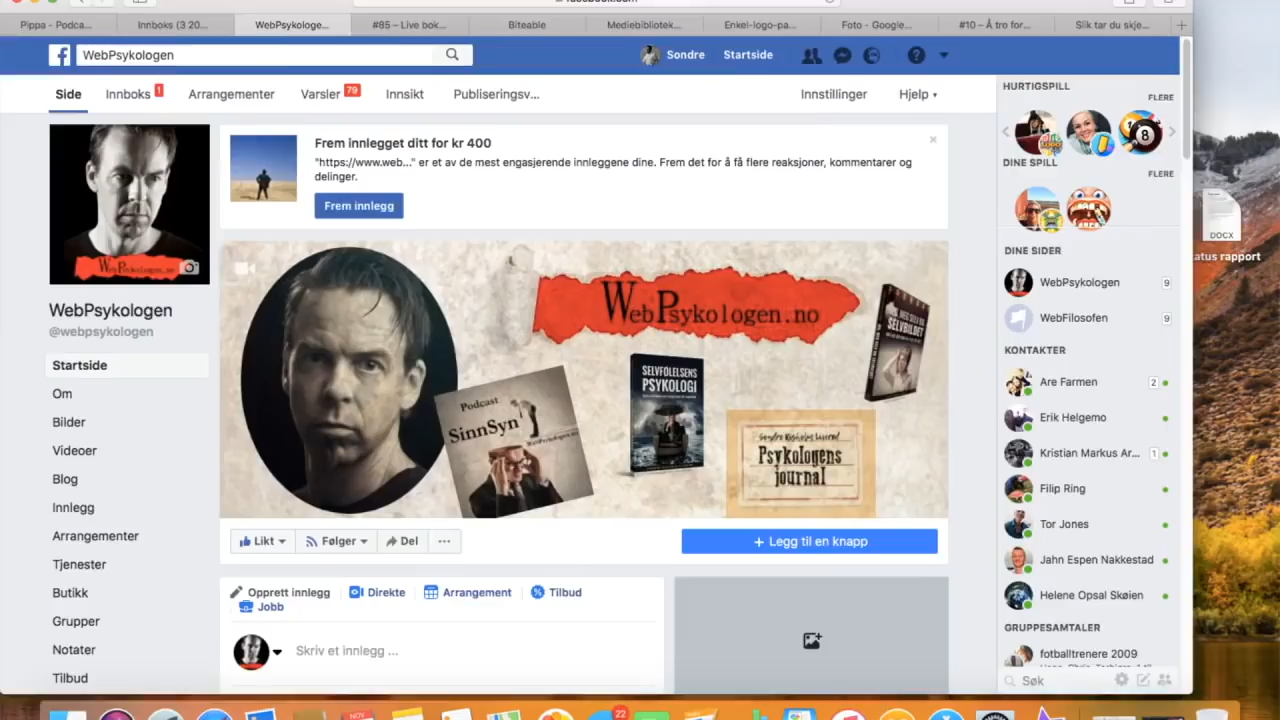 Pippa - Podca...
Innboks (3 20...
WebPsykologe...
#85 – Live bok...
Biteable
Mediebibliotek...
Enkel-logo-pa...
Foto - Google...
#10 – Å tro for...
Slik tar du skje...
WebPsykologen
Sondre
Startside
Side
Innboks
1
Arrangementer
Varsler
79
Innsikt
Publiseringsv...
Innstillinger
Hjelp
WebPsykologen.no
WebPsykologen
@webpsykologen
Startside
Om
Bilder
Videoer
Blog
Innlegg
Arrangementer
Tjenester
Butikk
Grupper
Notater
Tilbud
Frem innlegget ditt for kr 400
"https://www.web..." er et av de mest engasjerende innleggene dine. Frem det for å få flere reaksjoner, kommentarer og
delinger.
Frem innlegg
WebPsykologen.no
Podcast
SinnSyn
WebPsykologen.no
SELVFØLELSENS
PSYKOLOGI
SELVBILDET
Psykologens
journal
Likt
Følger
Del
+ Legg til en knapp
Opprett innlegg
Direkte
Arrangement
Tilbud
Jobb
Skriv et innlegg ...
HURTIGSPILL
FLERE
8
DINE SPILL
FLERE
DINE SIDER
WebPsykologen
9
WebFilosofen
9
KONTAKTER
Are Farmen
2
Erik Helgemo
Kristian Markus Ar...
1
Filip Ring
Tor Jones
Jahn Espen Nakkestad
Helene Opsal Skøien
GRUPPESAMTALER
fotballtrenere 2009
Søk
DOCX
atus rapport
NOV
22